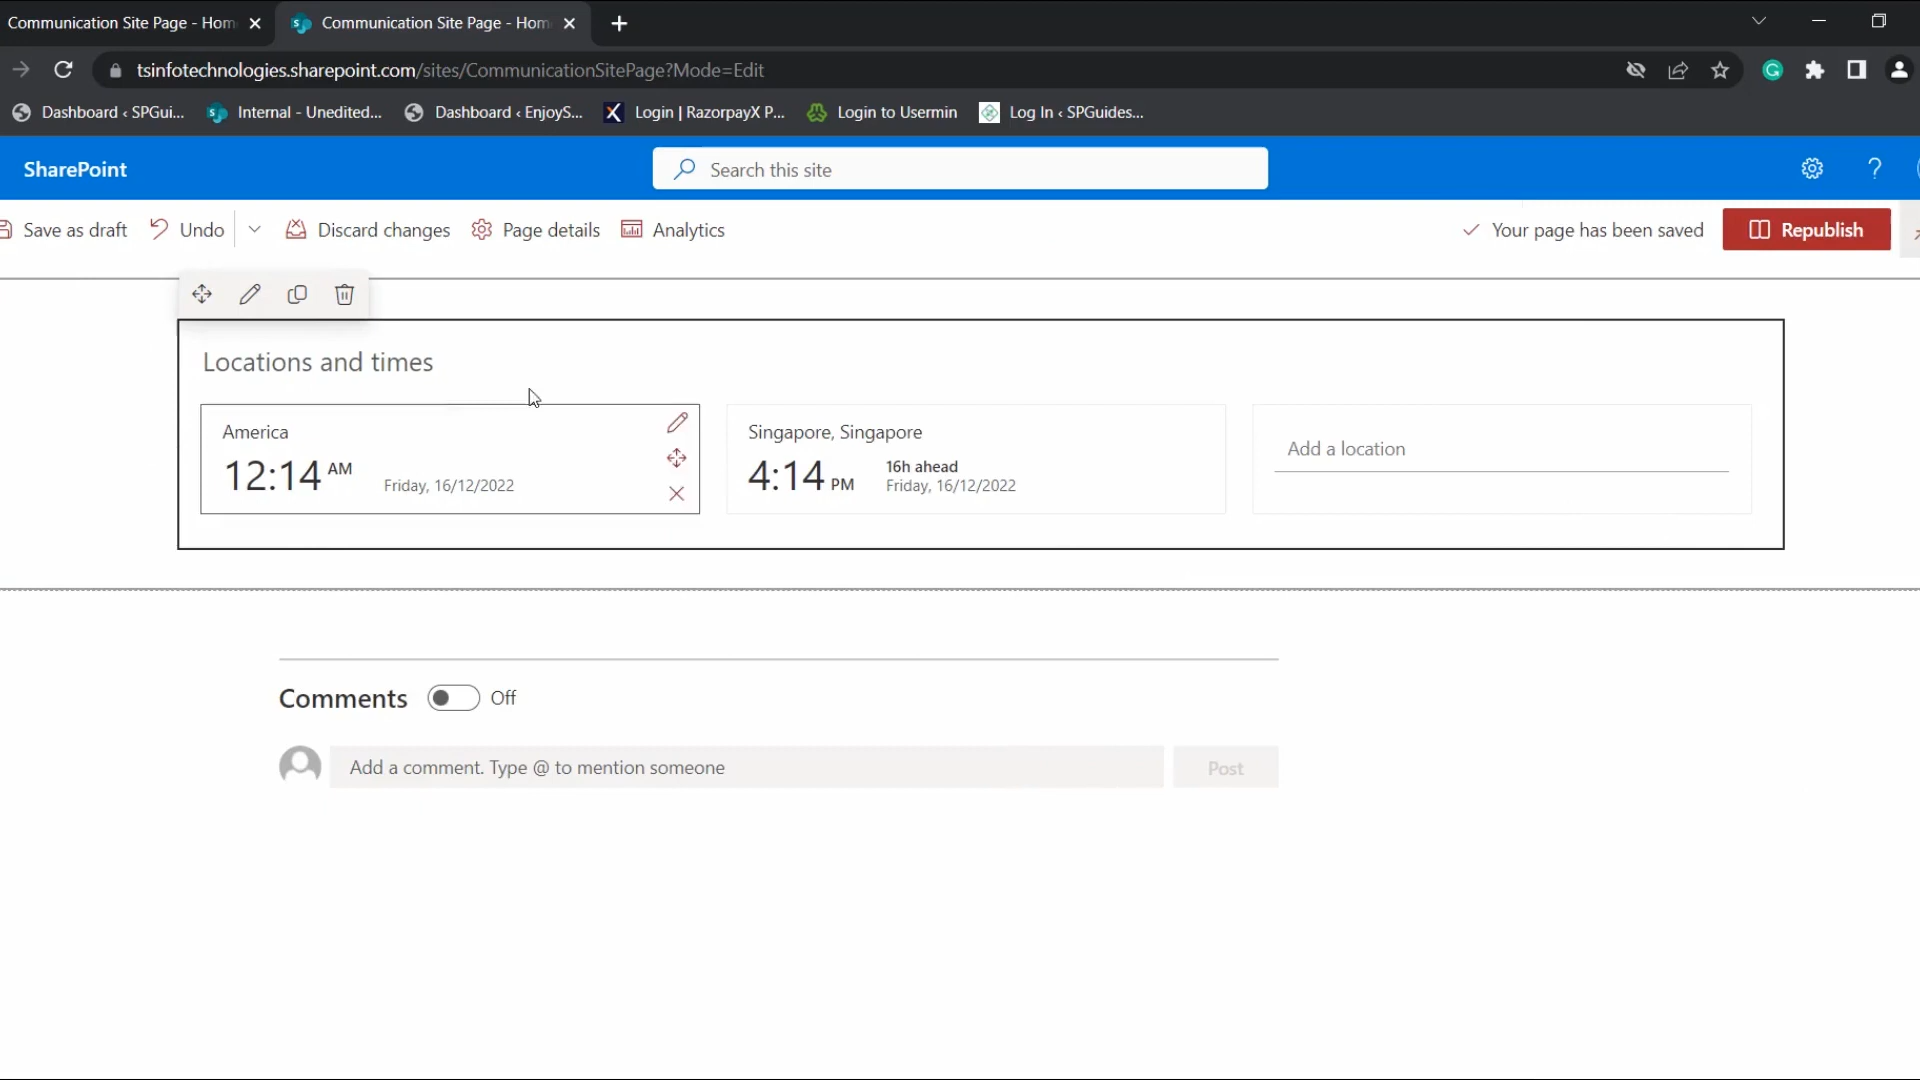 Communication Site Page - Hom
Communication Site Page - Hom
tsinfotechnologies.sharepoint.com/sites/CommunicationSitePage?Mode=Edit
Dashboard ‹ SPGui...
Internal - Unedited...
Dashboard ‹ EnjoyS...
Login | RazorpayX P...
Login to Usermin
Log In ‹ SPGuides...
SharePoint
Search this site
Save as draft
Undo
Discard changes
Page details
Analytics
Your page has been saved
Republish
Locations and times
America
12:14 AM
Friday, 16/12/2022
Singapore, Singapore
4:14 PM
16h ahead
Friday, 16/12/2022
Add a location
Comments
Off
Add a comment. Type @ to mention someone
Post